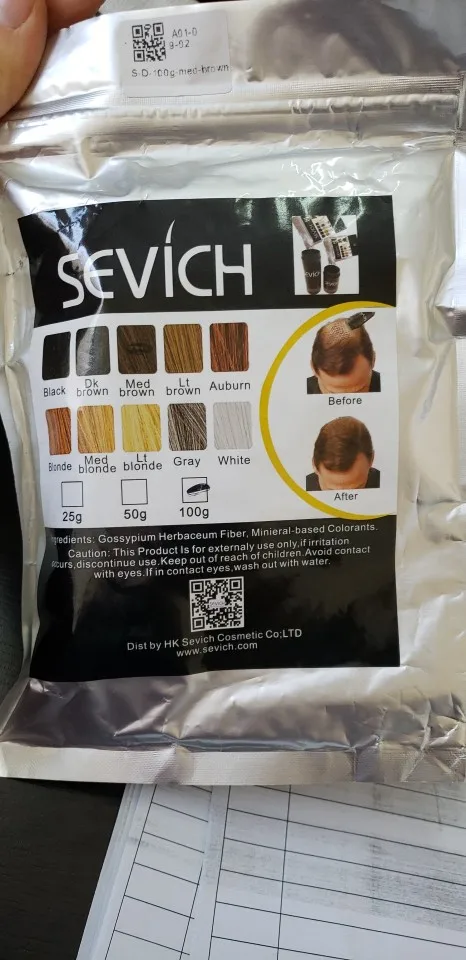 A01-0
9-02
S-D-100g-med-brown
SEVICH
Black
Dk brown
Med brown
Lt brown
Auburn
Blonde
Med blonde
Lt blonde
Gray
White
Before
After
25g
50g
100g
gredients: Gossypium Herbaceum Fiber, Minieral-based Colorants.
Caution: This Product Is for externaly use only,if irritation
occurs,discontinue use.Keep out of reach of children.Avoid contact
with eyes.If in contact eyes,wash out with water.
Dist by HK Sevich Cosmetic Co;LTD
www.sevich.com